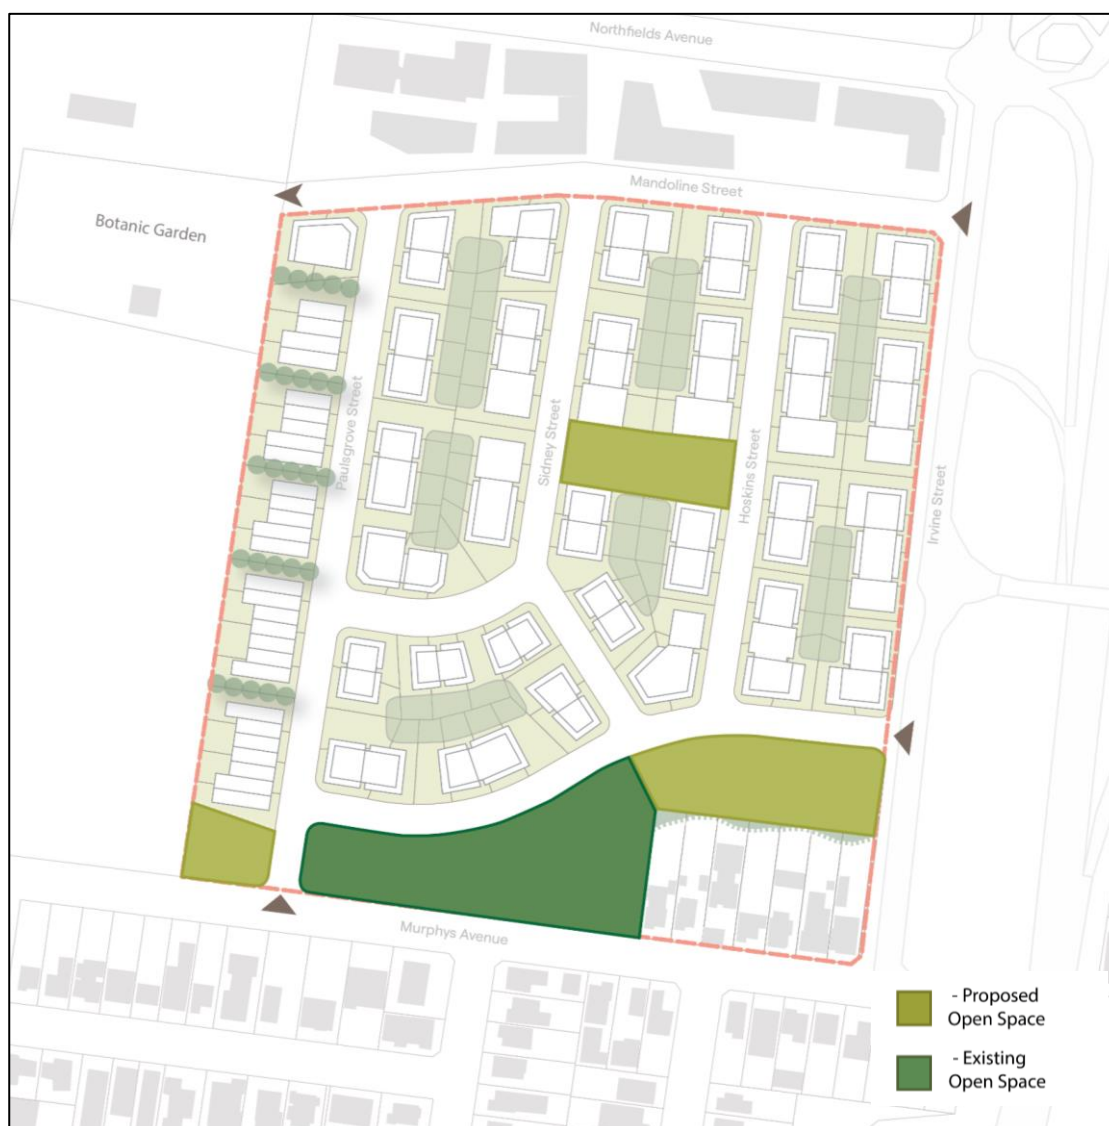 Northfields Avenue
Mandoline Street
Botanic Garden
Paulsgrove Street
Sidney Street
Hoskins Street
Irvine Street
Murphys Avenue
- Proposed
Open Space
- Existing
Open Space